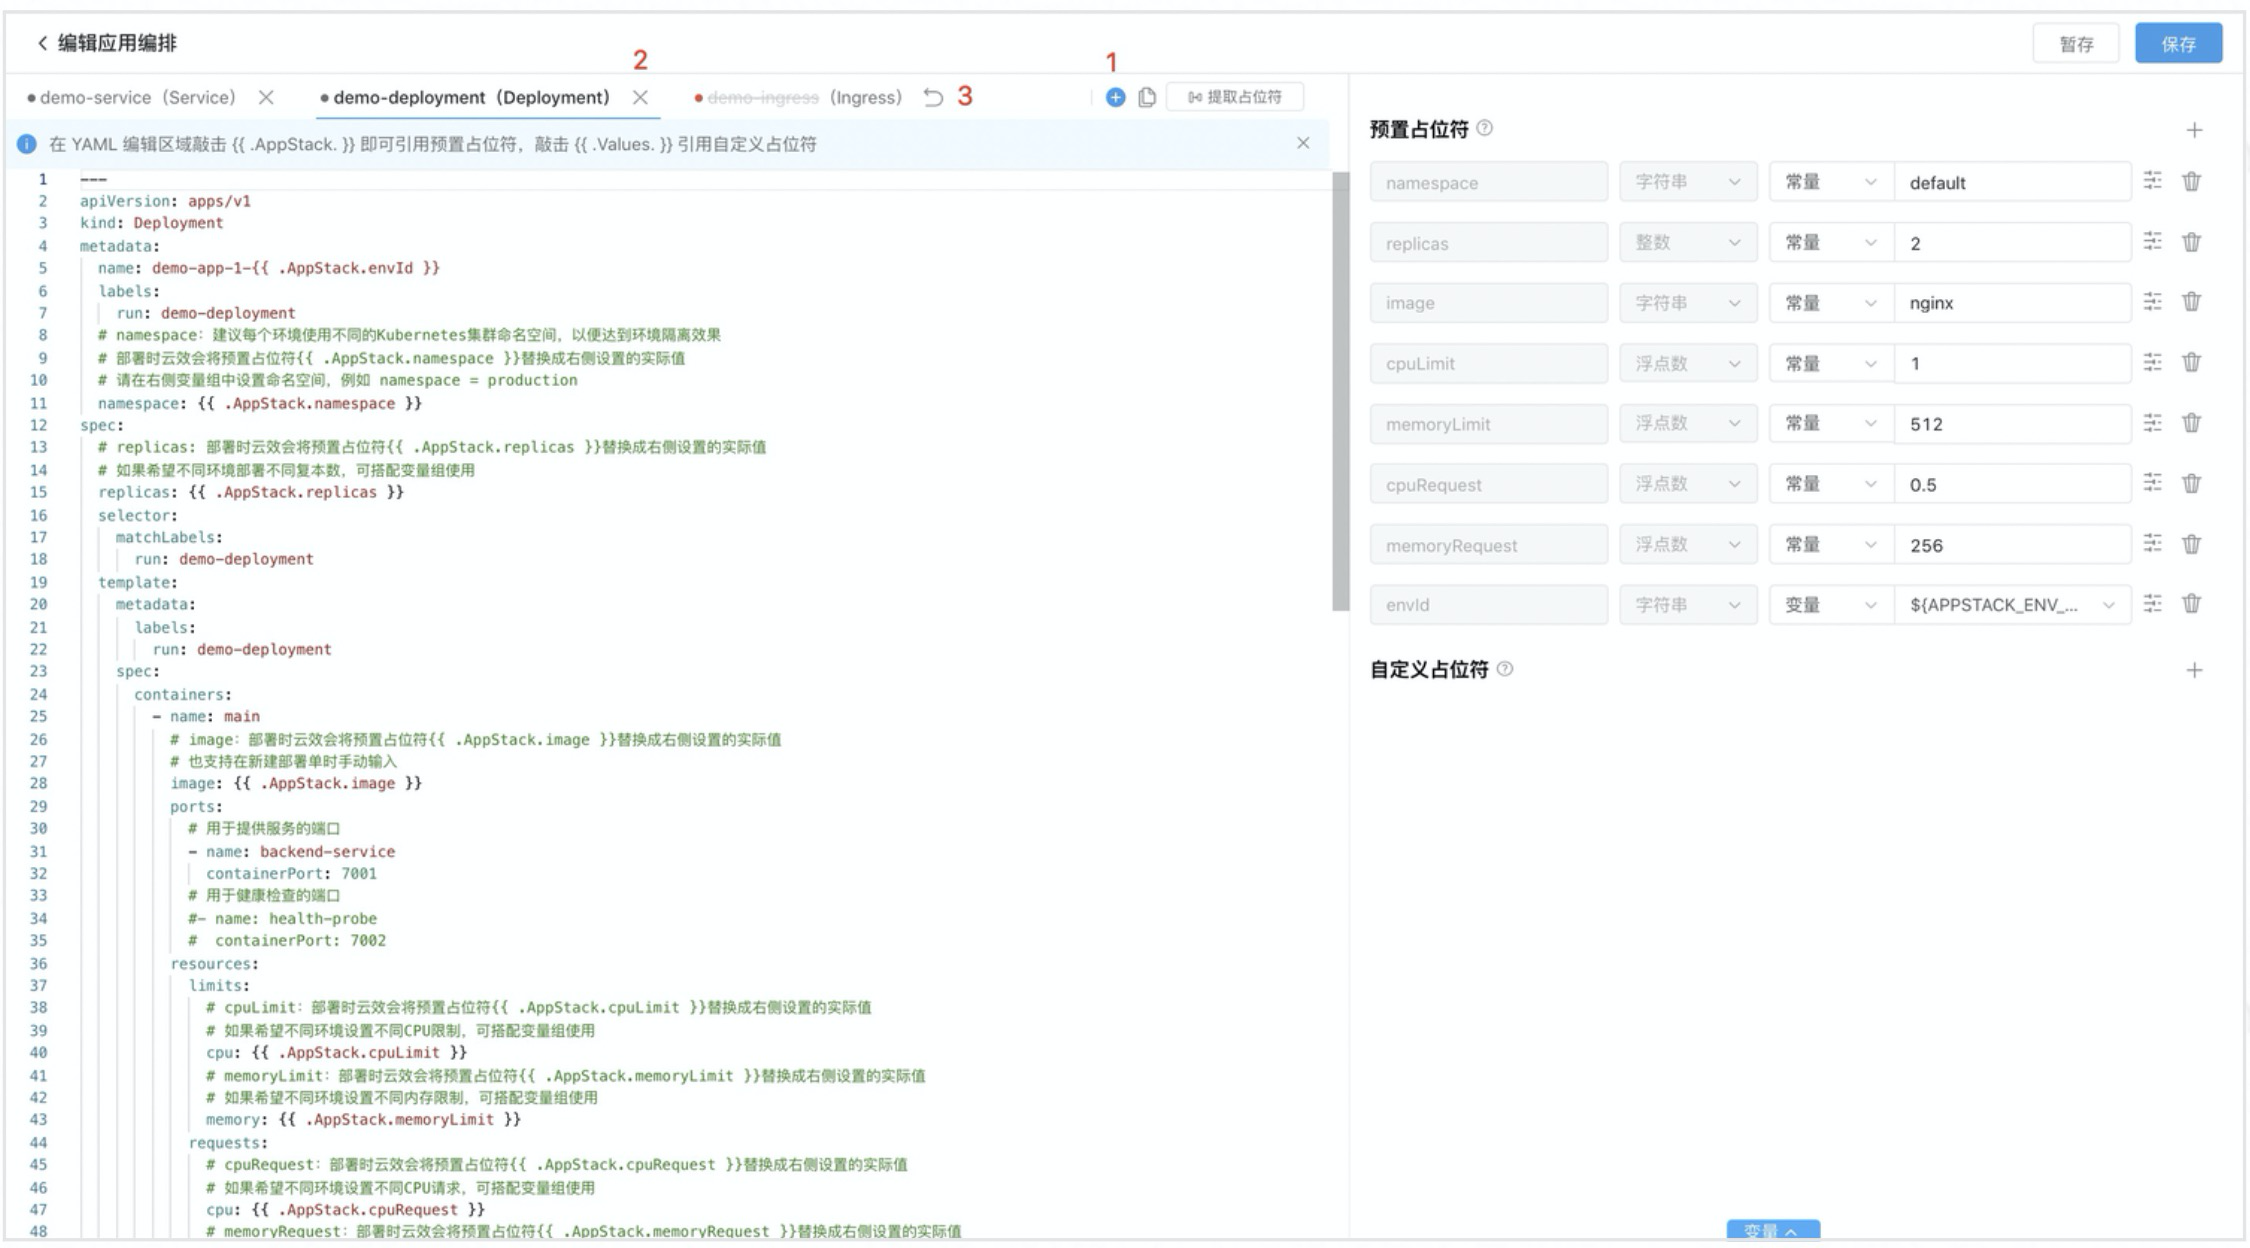 编辑应用编排
暂存 保存
2 1
demo-service（Service） demo-deployment（Deployment） demo-ingress（Ingress） 3 提取占位符
在 YAML 编辑区域敲击 {{ .AppStack. }} 即可引用预置占位符，敲击 {{ .Values. }} 引用自定义占位符
1 ---
2 apiVersion: apps/v1
3 kind: Deployment
4 metadata:
5 name: demo-app-1-{{ .AppStack.envId }}
6 labels:
7 run: demo-deployment
8 # namespace：建议每个环境使用不同的Kubernetes集群命名空间，以便达到环境隔离效果
9 # 部署时云效会将预置占位符{{ .AppStack.namespace }}替换成右侧设置的实际值
10 # 请在右侧变量组中设置命名空间，例如 namespace = production
11 namespace: {{ .AppStack.namespace }}
12 spec:
13 # replicas: 部署时云效会将预置占位符{{ .AppStack.replicas }}替换成右侧设置的实际值
14 # 如果希望不同环境部署不同复本数，可搭配变量组使用
15 replicas: {{ .AppStack.replicas }}
16 selector:
17 matchLabels:
18 run: demo-deployment
19 template:
20 metadata:
21 labels:
22 run: demo-deployment
23 spec:
24 containers:
25 - name: main
26 # image：部署时云效会将预置占位符{{ .AppStack.image }}替换成右侧设置的实际值
27 # 也支持在新建部署单时手动输入
28 image: {{ .AppStack.image }}
29 ports:
30 # 用于提供服务的端口
31 - name: backend-service
32 containerPort: 7001
33 # 用于健康检查的端口
34 #- name: health-probe
35 #  containerPort: 7002
36 resources:
37 limits:
38 # cpuLimit：部署时云效会将预置占位符{{ .AppStack.cpuLimit }}替换成右侧设置的实际值
39 # 如果希望不同环境设置不同CPU限制，可搭配变量组使用
40 cpu: {{ .AppStack.cpuLimit }}
41 # memoryLimit：部署时云效会将预置占位符{{ .AppStack.memoryLimit }}替换成右侧设置的实际值
42 # 如果希望不同环境设置不同内存限制，可搭配变量组使用
43 memory: {{ .AppStack.memoryLimit }}
44 requests:
45 # cpuRequest：部署时云效会将预置占位符{{ .AppStack.cpuRequest }}替换成右侧设置的实际值
46 # 如果希望不同环境设置不同CPU请求，可搭配变量组使用
47 cpu: {{ .AppStack.cpuRequest }}
48 # memoryRequest：部署时云效会将预置占位符{{ .AppStack.memoryRequest }}替换成右侧设置的实际值
预置占位符
namespace 字符串 常量 default
replicas 整数 常量 2
image 字符串 常量 nginx
cpuLimit 浮点数 常量 1
memoryLimit 浮点数 常量 512
cpuRequest 浮点数 常量 0.5
memoryRequest 浮点数 常量 256
envId 字符串 变量 ${APPSTACK_ENV_...
自定义占位符
变量